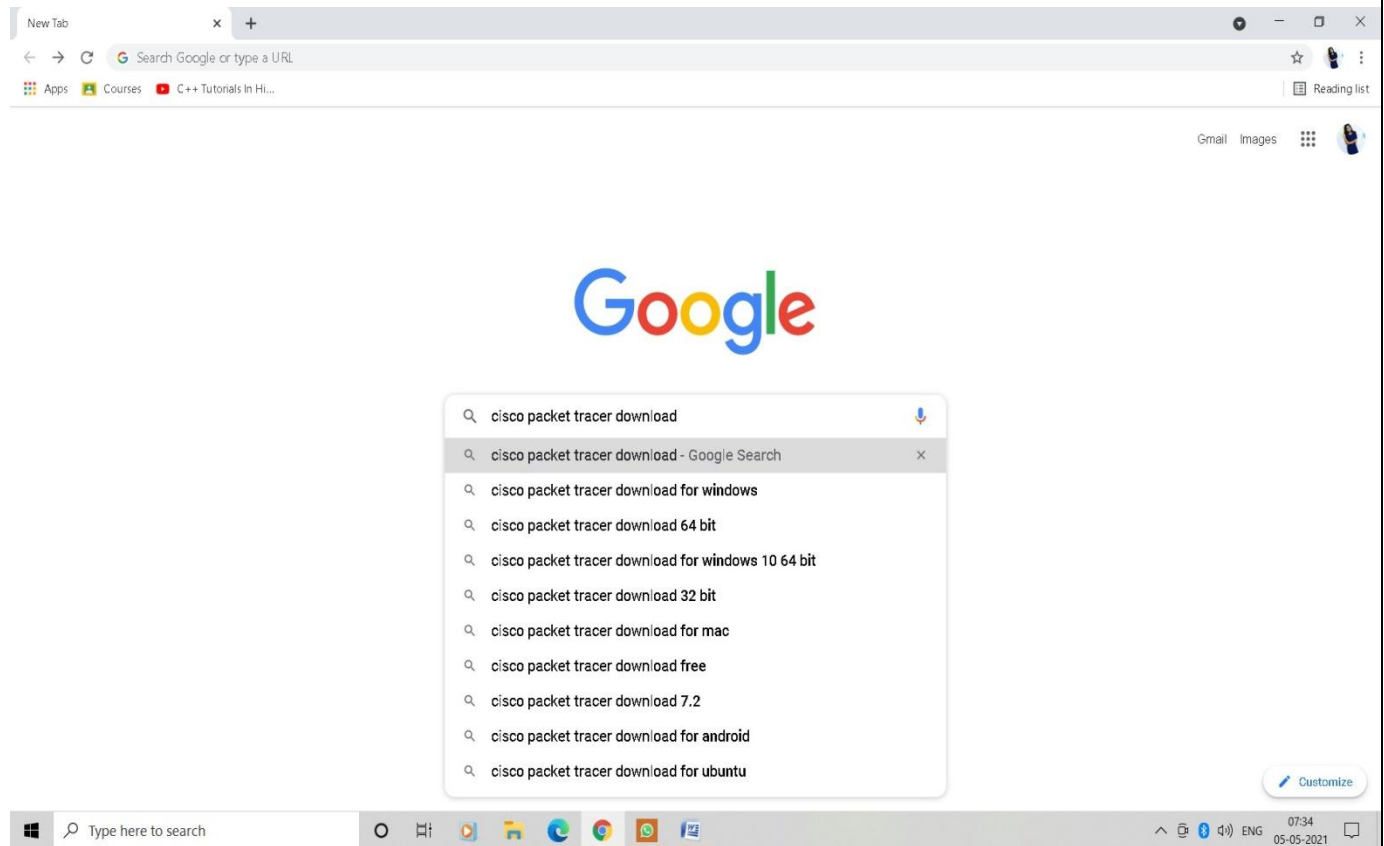 New Tab
Search Google or type a URL
Apps Courses C++ Tutorials In Hi... Reading list
Gmail Images
Google
cisco packet tracer download
cisco packet tracer download - Google Search
cisco packet tracer download for windows
cisco packet tracer download 64 bit
cisco packet tracer download for windows 10 64 bit
cisco packet tracer download 32 bit
cisco packet tracer download for mac
cisco packet tracer download free
cisco packet tracer download 7.2
cisco packet tracer download for android
cisco packet tracer download for ubuntu
Customize
Type here to search ENG 07:34
05-05-2021